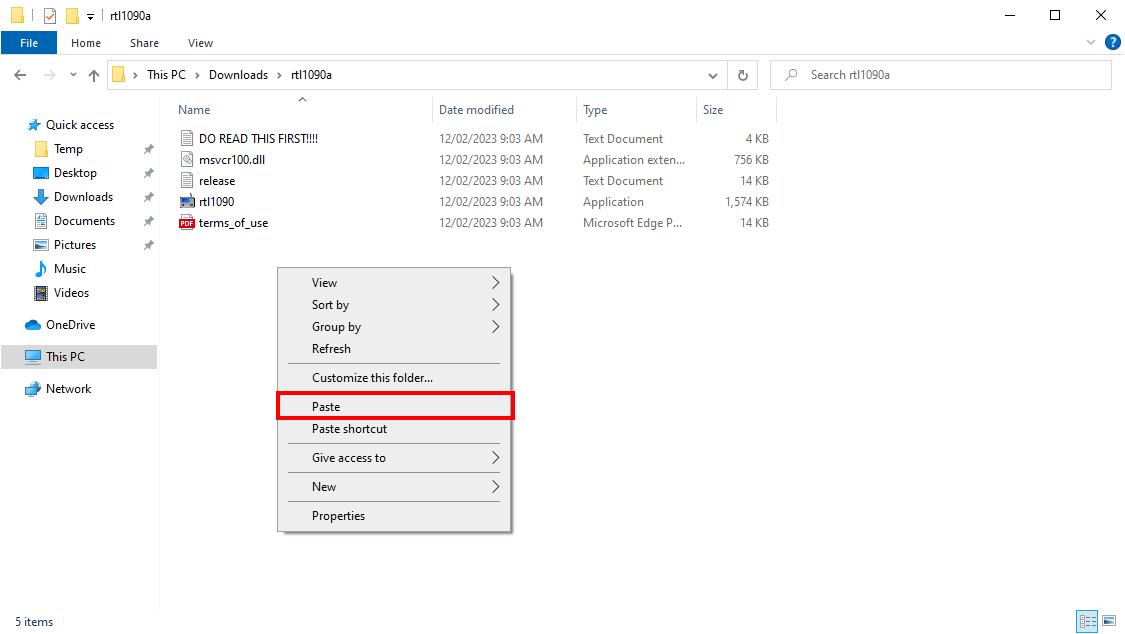 rtl1090a
File Home Share View
This PC Downloads rtl1090a Search rtl1090a
Name Date modified Type Size
DO READ THIS FIRST!!!! 12/02/2023 9:03 AM Text Document 4 KB
msvcr100.dll 12/02/2023 9:03 AM Application exten... 756 KB
release 12/02/2023 9:03 AM Text Document 14 KB
rtl1090 12/02/2023 9:03 AM Application 1,574 KB
PDF terms_of_use 12/02/2023 9:03 AM Microsoft Edge P... 14 KB
Quick access
Temp
Desktop
Downloads
Documents
Pictures
Music
Videos
OneDrive
This PC
Network
View
Sort by
Group by
Refresh
Customize this folder...
Paste
Paste shortcut
Give access to
New
Properties
5 items